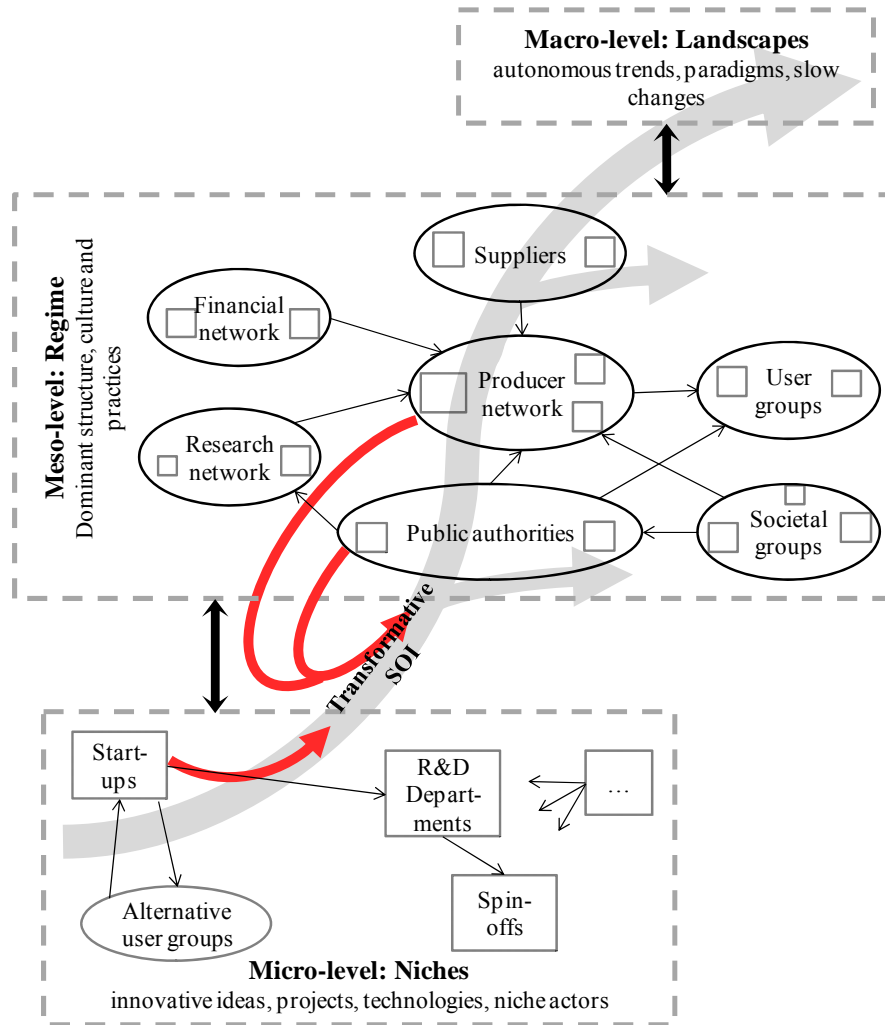 Macro-level: Landscapes
autonomous trends, paradigms, slow
changes
Meso-level: Regime
Dominant structure, culture and
practices
Suppliers
Financial
network
Producer
network
User
groups
Research
network
Public authorities
Societal
groups
Transformative
SOI
Start-
ups
R&D
Depart-
ments
...
Spin-
offs
Alternative
user groups
Micro-level: Niches
innovative ideas, projects, technologies, niche actors